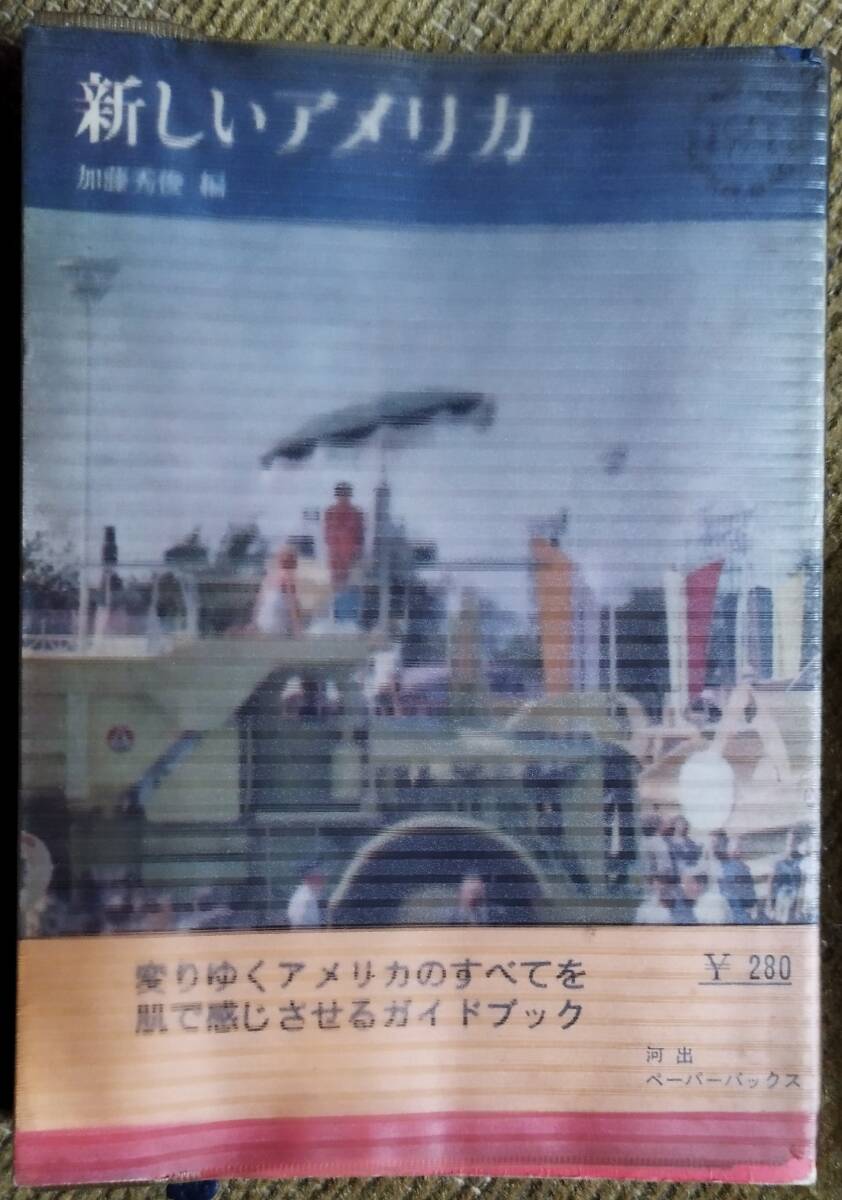 新しいアメリカ
加藤秀俊 編
変りゆくアメリカのすべてを
肌で感じさせるガイドブック
¥ 280
河出
ペーパーバックス